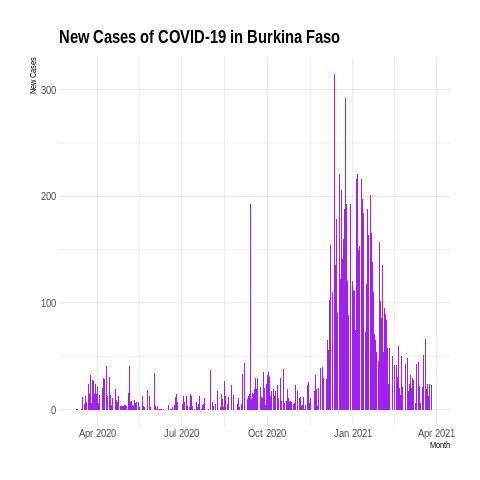 New Cases of COVID-19 in Burkina Faso
New Cases
300
200
100
0
Apr 2020
Jul 2020
Oct 2020
Jan 2021
Apr 2021
Month